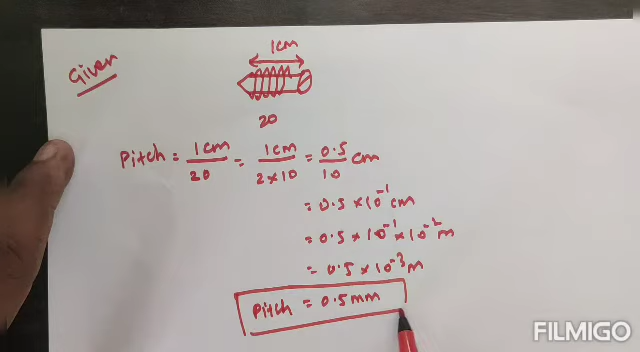 Given
1cm
20
Pitch = 1cm/20 = 1cm/2×10 = 0.5/10 cm
= 0.5 × 10⁻¹ cm
= 0.5 × 10⁻¹ × 10⁻² m
= 0.5 × 10⁻³ m
Pitch = 0.5mm
FILMIGO